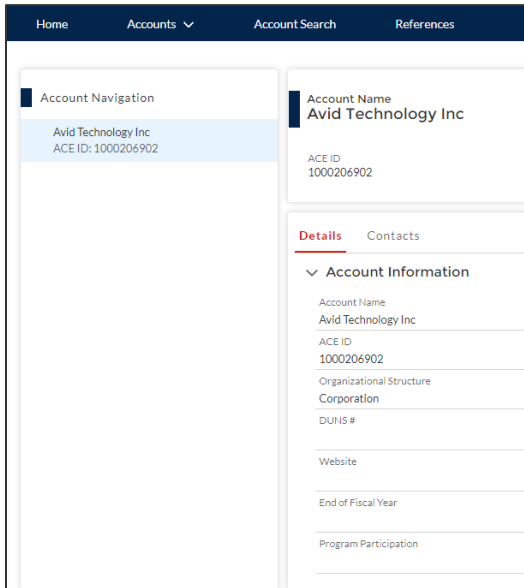 Home Accounts Account Search References
Account Navigation
Avid Technology Inc
ACE ID: 1000206902
Account Name
Avid Technology Inc
ACE ID
1000206902
Details Contacts
Account Information
Account Name
Avid Technology Inc
ACE ID
1000206902
Organizational Structure
Corporation
DUNS #
Website
End of Fiscal Year
Program Participation